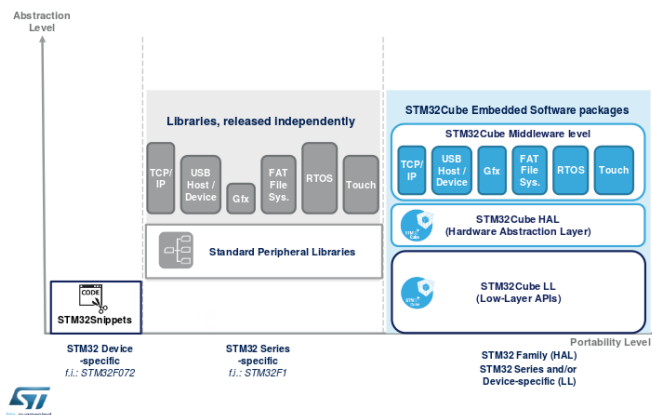 Abstraction
Level
Libraries, released independently
TCP/
IP
USB
Host /
Device
Gfx
FAT
File
Sys.
RTOS
Touch
Standard Peripheral Libraries
CODE
STM32Snippets
STM32Cube Embedded Software packages
STM32Cube Middleware level
TCP/
IP
USB
Host /
Device
Gfx
FAT
File
Sys.
RTOS
Touch
STM32Cube HAL
(Hardware Abstraction Layer)
STM32Cube LL
(Low-Layer APIs)
Portability Level
STM32 Device
-specific
f.i.: STM32F072
STM32 Series
-specific
f.i.: STM32F1
STM32 Family (HAL)
STM32 Series and/or
Device-specific (LL)
ST